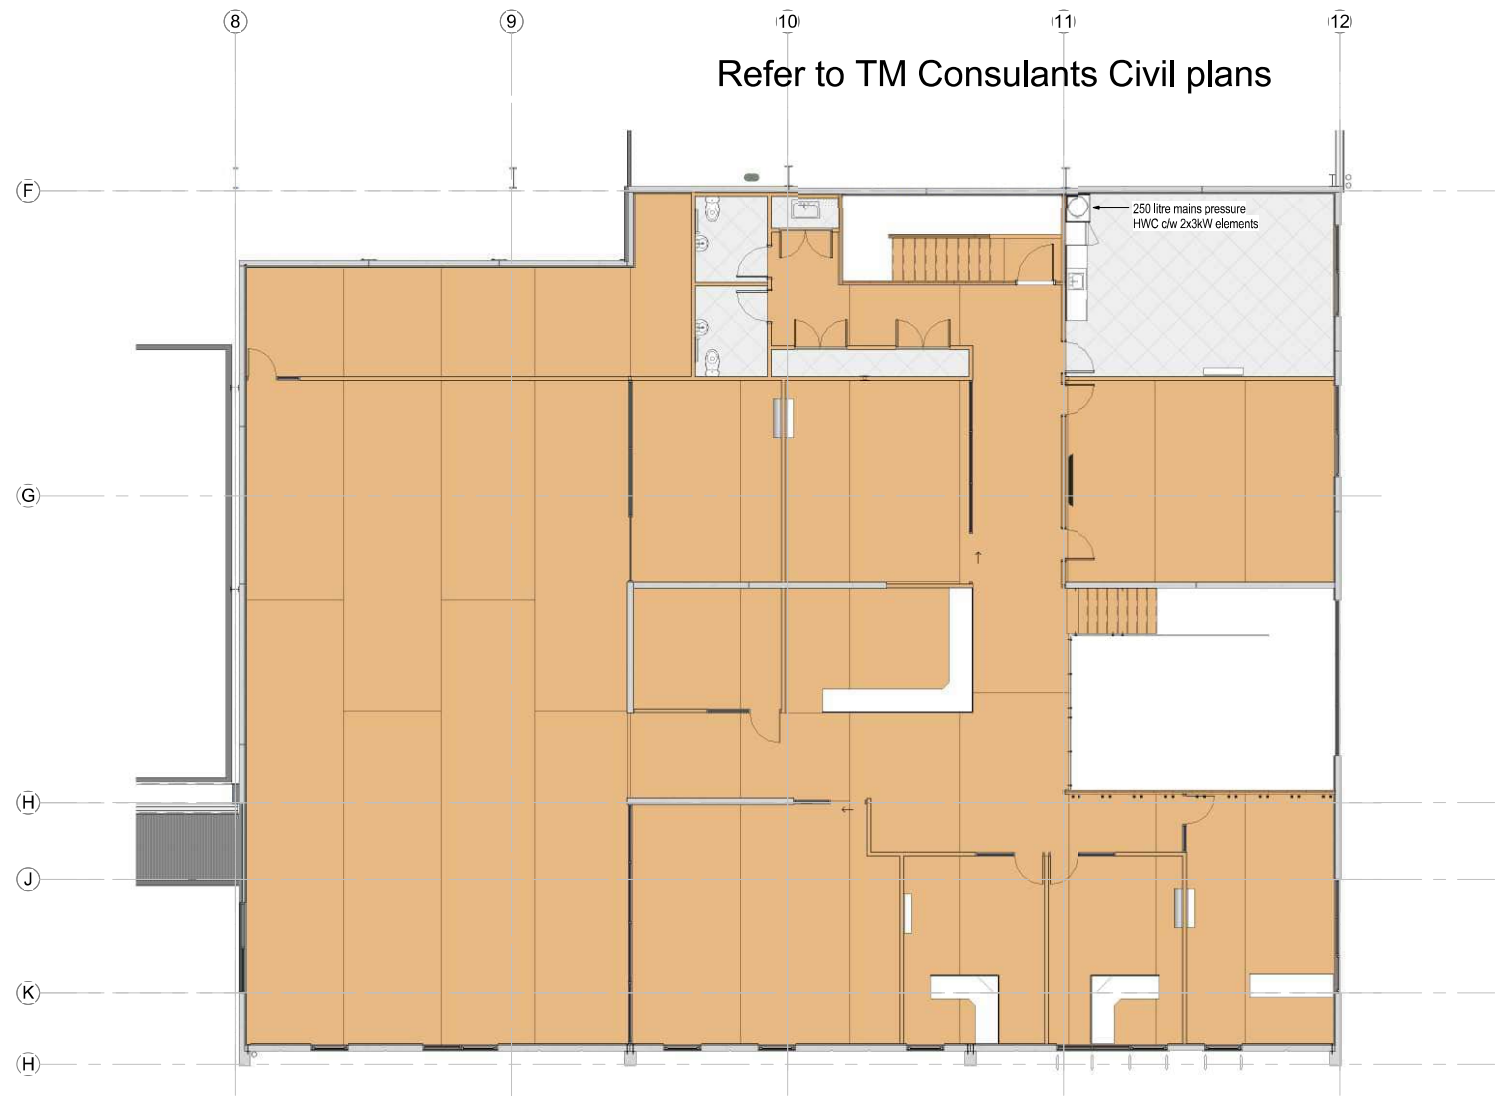 8 9 10 11 12
Refer to TM Consulants Civil plans
F
250 litre mains pressure
HWC c/w 2x3kW elements
G
H
J
K
H